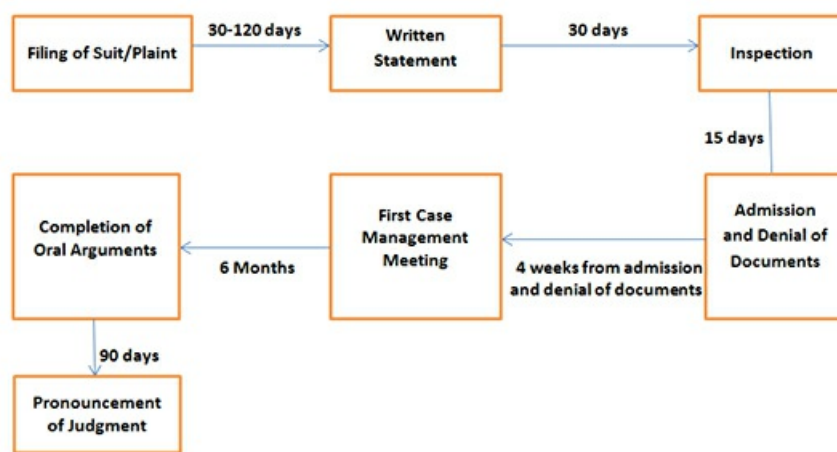 Filing of Suit/Plaint
30-120 days
Written
Statement
30 days
Inspection
15 days
Admission
and Denial of
Documents
4 weeks from admission
and denial of documents
First Case
Management
Meeting
6 Months
Completion of
Oral Arguments
90 days
Pronouncement
of Judgment